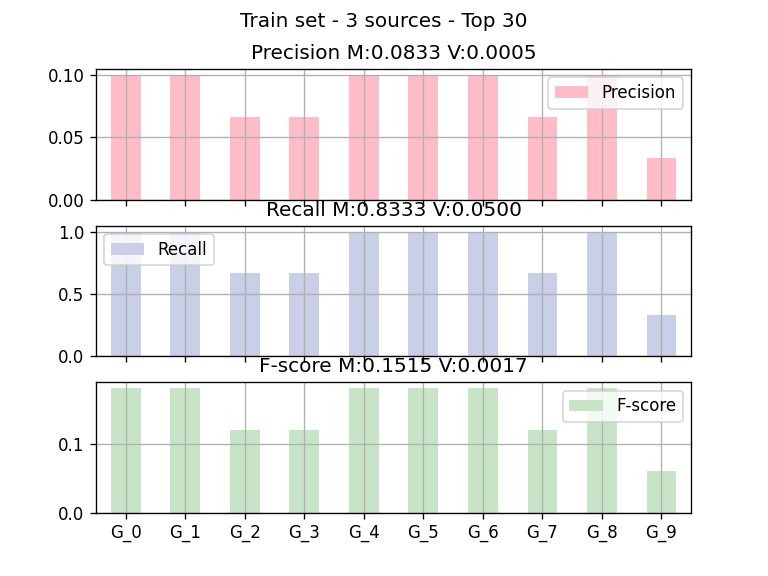 Train set - 3 sources - Top 30
Precision M:0.0833 V:0.0005
0.10
0.05
0.00
Precision
Recall M:0.8333 V:0.0500
1.0
0.5
0.0
Recall
F-score M:0.1515 V:0.0017
0.1
0.0
F-score
G_0 G_1 G_2 G_3 G_4 G_5 G_6 G_7 G_8 G_9